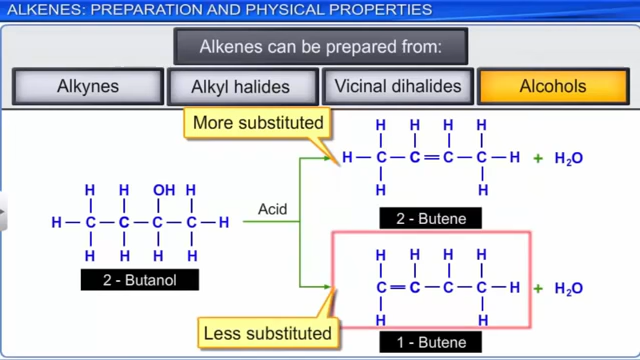 ALKENES: PREPARATION AND PHYSICAL PROPERTIES
Alkenes can be prepared from:
Alkynes
Alkyl halides
Vicinal dihalides
Alcohols
More substituted
H H H H
H — C — C = C — C — H + H₂O
H H
2 - Butene
H H OH H
H — C — C — C — C — H
H H H H
2 - Butanol
Acid
H H H H
C = C — C — C — H + H₂O
H H
1 - Butene
Less substituted